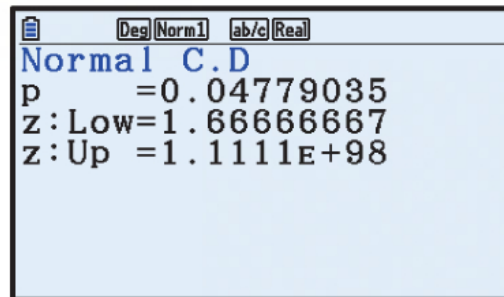 Deg Norm1 ab/c Real
Normal C.D
p =0.04779035
z:Low=1.66666667
z:Up =1.1111E+98